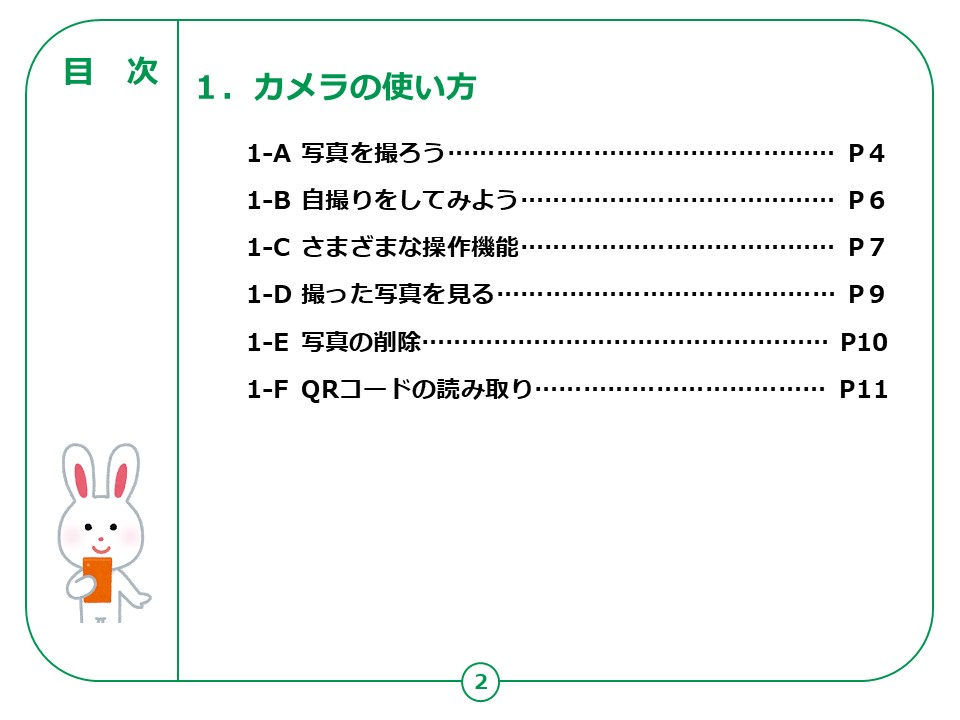 目　次
１．カメラの使い方
1-A 写真を撮ろう………………………………………… P４
1-B 自撮りをしてみよう………………………………… P６
1-C さまざまな操作機能………………………………… P７
1-D 撮った写真を見る…………………………………… P９
1-E 写真の削除…………………………………………… P10
1-F QRコードの読み取り……………………………… P11
2